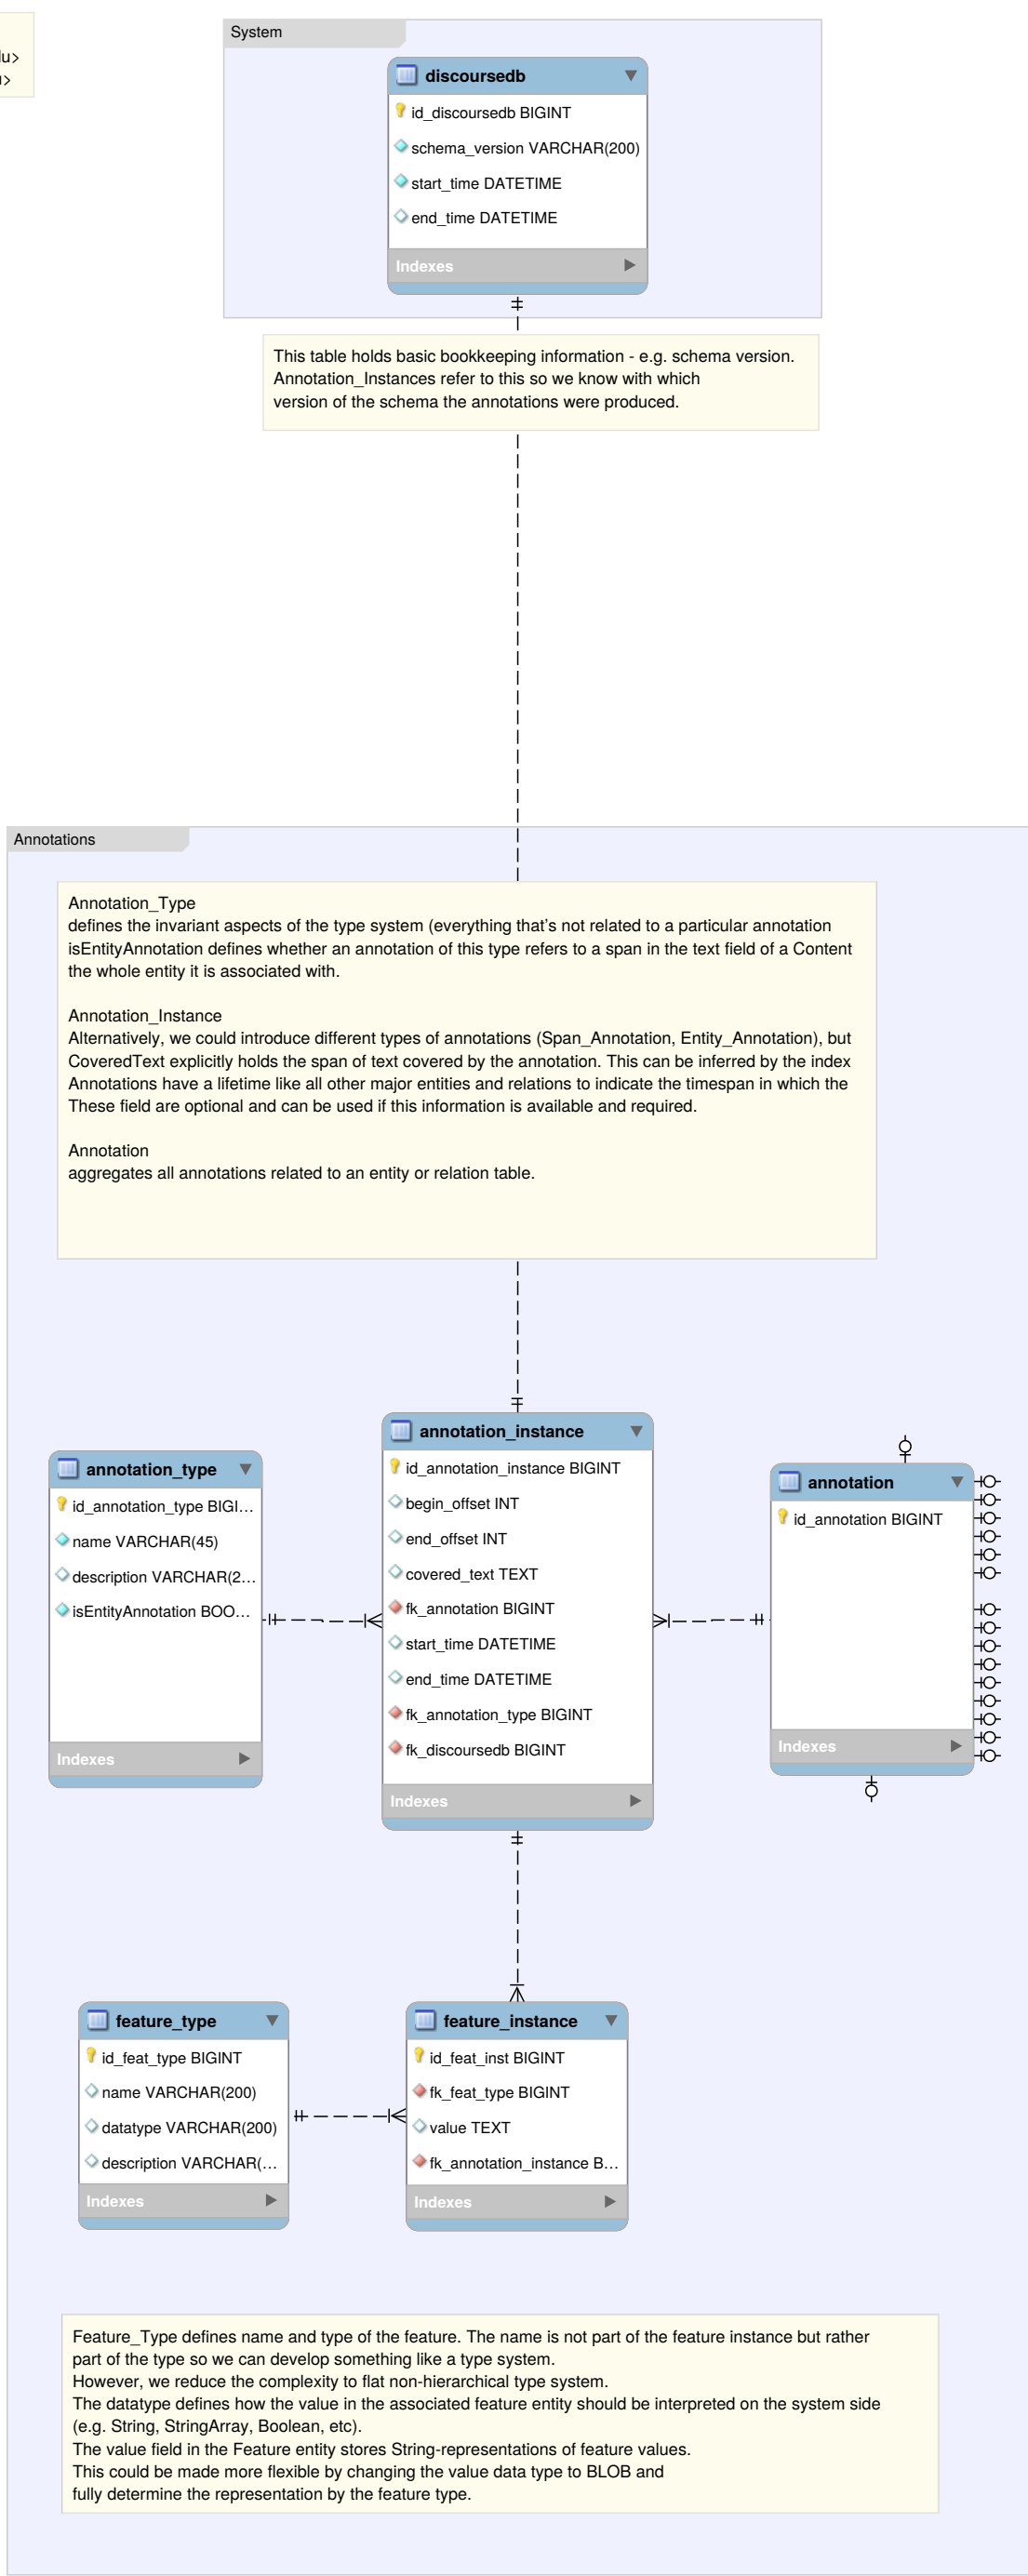 lu>
>
System
discoursedb
id_discoursedb BIGINT
schema_version VARCHAR(200)
start_time DATETIME
end_time DATETIME
Indexes
This table holds basic bookkeeping information - e.g. schema version.
Annotation_Instances refer to this so we know with which
version of the schema the annotations were produced.
Annotations
Annotation_Type
defines the invariant aspects of the type system (everything that's not related to a particular annotation
isEntityAnnotation defines whether an annotation of this type refers to a span in the text field of a Content
the whole entity it is associated with.
Annotation_Instance
Alternatively, we could introduce different types of annotations (Span_Annotation, Entity_Annotation), but
CoveredText explicitly holds the span of text covered by the annotation. This can be inferred by the index
Annotations have a lifetime like all other major entities and relations to indicate the timespan in which the
These field are optional and can be used if this information is available and required.
Annotation
aggregates all annotations related to an entity or relation table.
annotation_type
id_annotation_type BIGI...
name VARCHAR(45)
description VARCHAR(2...
isEntityAnnotation BOO...
Indexes
annotation_instance
id_annotation_instance BIGINT
begin_offset INT
end_offset INT
covered_text TEXT
fk_annotation BIGINT
start_time DATETIME
end_time DATETIME
fk_annotation_type BIGINT
fk_discoursedb BIGINT
Indexes
annotation
id_annotation BIGINT
Indexes
feature_type
id_feat_type BIGINT
name VARCHAR(200)
datatype VARCHAR(200)
description VARCHAR(...
Indexes
feature_instance
id_feat_inst BIGINT
fk_feat_type BIGINT
value TEXT
fk_annotation_instance B...
Indexes
Feature_Type defines name and type of the feature. The name is not part of the feature instance but rather
part of the type so we can develop something like a type system.
However, we reduce the complexity to flat non-hierarchical type system.
The datatype defines how the value in the associated feature entity should be interpreted on the system side
(e.g. String, StringArray, Boolean, etc).
The value field in the Feature entity stores String-representations of feature values.
This could be made more flexible by changing the value data type to BLOB and
fully determine the representation by the feature type.